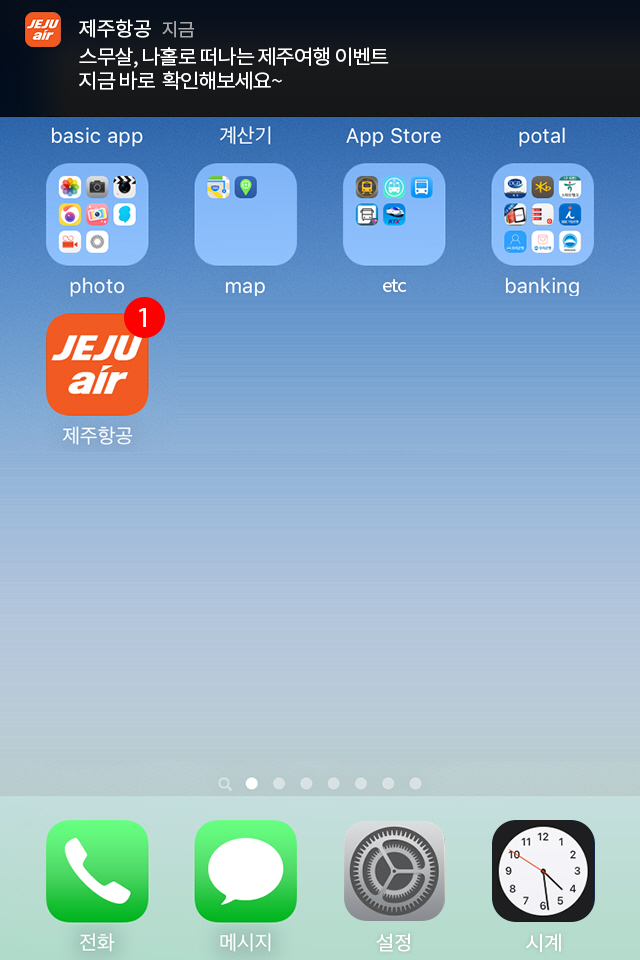 JEJU
air
제주항공 지금
스무살, 나홀로 떠나는 제주여행 이벤트
지금 바로 확인해보세요~
basic app 계산기 App Store potal
photo map etc banking
1
JEJU
air
제주항공
12
11 1
10 2
9 3
8 4
7 5
6
전화 메시지 설정 시계